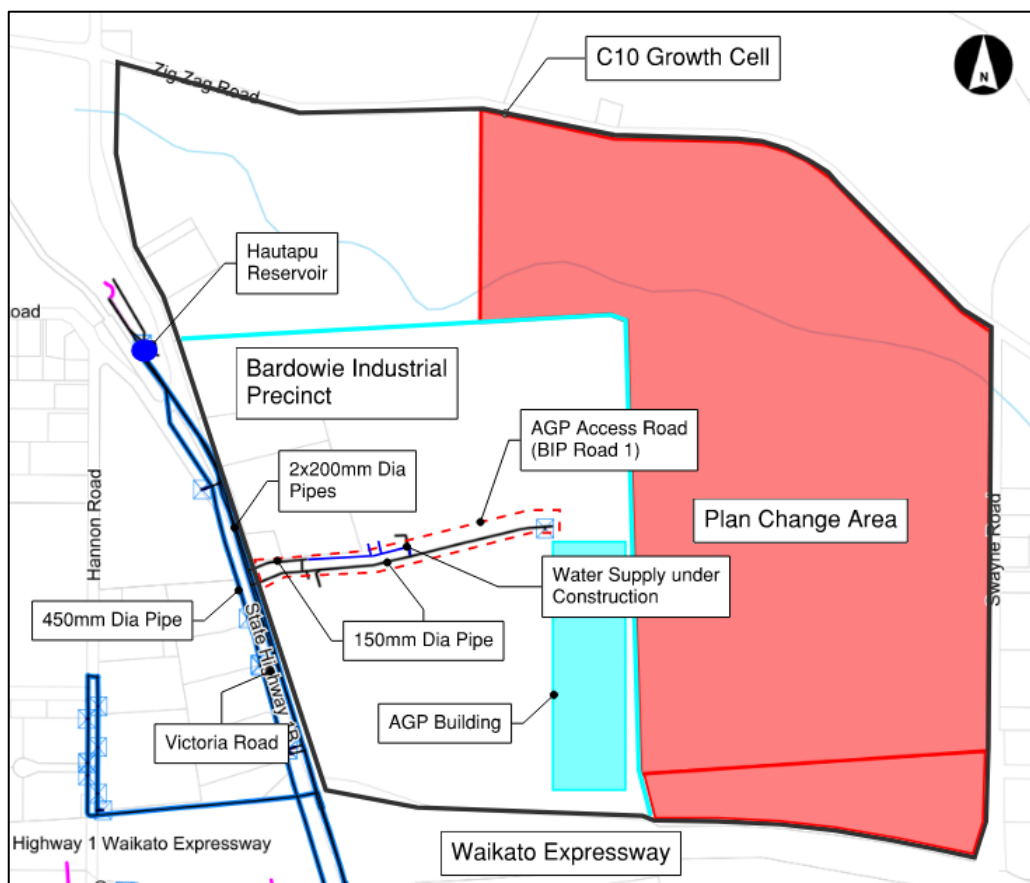 C10 Growth Cell
N
Zig Zag Road
Hautapu
Reservoir
oad
Bardowie Industrial
Precinct
AGP Access Road
(BIP Road 1)
2x200mm Dia
Pipes
Hannon Road
Plan Change Area
Swayne Road
Water Supply under
Construction
450mm Dia Pipe
150mm Dia Pipe
State Highway 1B
AGP Building
Victoria Road
Highway 1 Waikato Expressway
Waikato Expressway